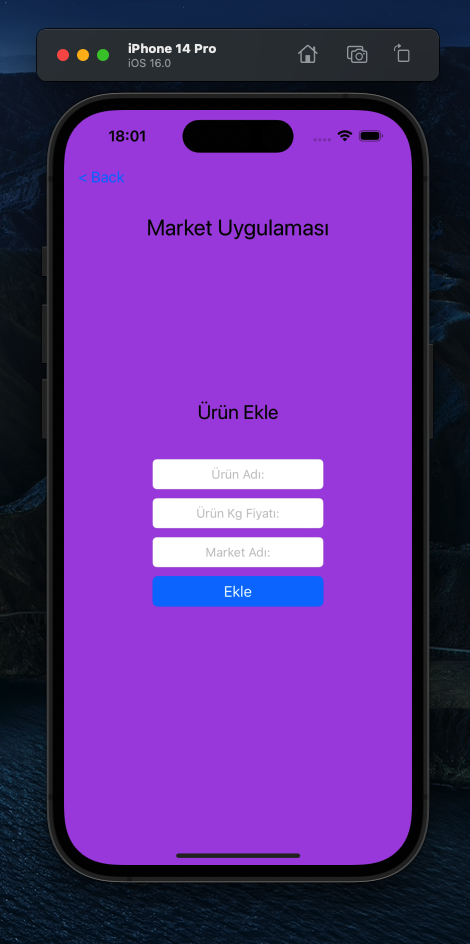 iPhone 14 Pro
iOS 16.0
18:01
< Back
Market Uygulaması
Ürün Ekle
Ürün Adı:
Ürün Kg Fiyatı:
Market Adı:
Ekle